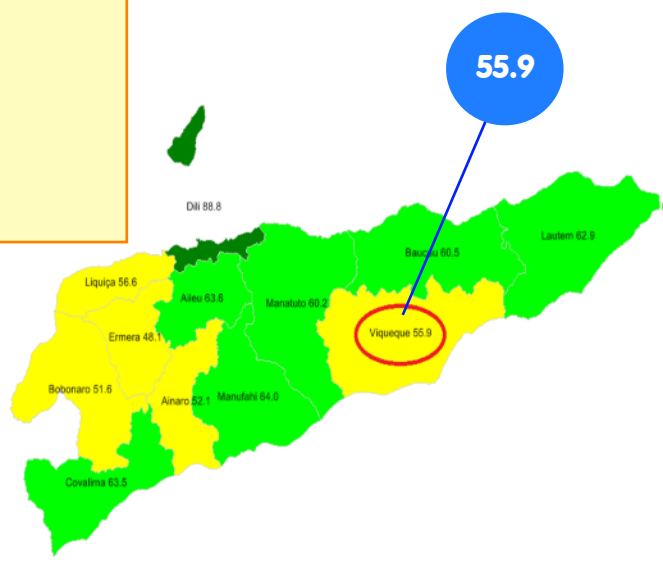 55.9
Dili 88.8
Lautem 62.9
Baucau 60.5
Liquiça 56.6
Aileu 63.6
Manatuto 60.2
Viqueque 55.9
Ermera 48.1
Bobonaro 51.6
Ainaro 52.1
Manufahi 64.0
Covalima 63.5